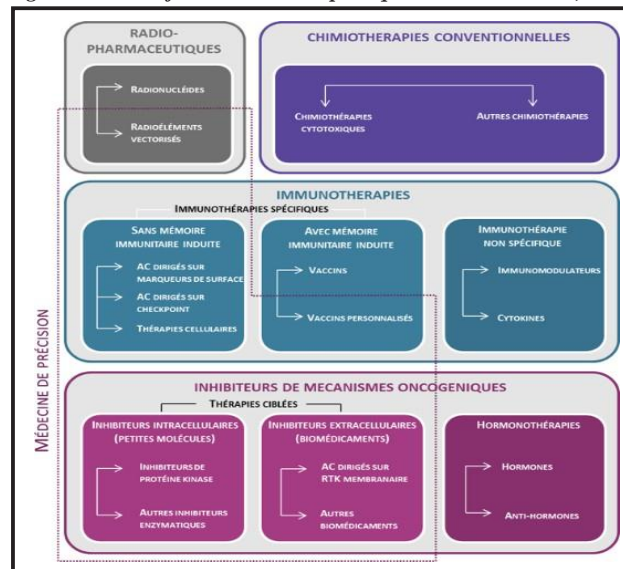 RADIO-
PHARMACEUTIQUES
RADIONUCLÉIDES
RADIOÉLÉMENTS
VECTORISÉS
CHIMIOTHERAPIES CONVENTIONNELLES
CHIMIOTHÉRAPIES
CYTOTOXIQUES
AUTRES CHIMIOTHÉRAPIES
IMMUNOTHERAPIES
IMMUNOTHÉRAPIES SPÉCIFIQUES
SANS MÉMOIRE
IMMUNITAIRE INDUITE
AC DIRIGÉS SUR
MARQUEURS DE SURFACE
AC DIRIGÉS SUR
CHECKPOINT
THÉRAPIES CELLULAIRES
AVEC MÉMOIRE
IMMUNITAIRE INDUITE
VACCINS
VACCINS PERSONNALISÉS
IMMUNOTHÉRAPIE
NON SPÉCIFIQUE
IMMUNOMODULATEURS
CYTOKINES
MÉDECINE DE PRÉCISION
INHIBITEURS DE MECANISMES ONCOGENIQUES
THÉRAPIES CIBLÉES
INHIBITEURS INTRACELLULAIRES
(PETITES MOLÉCULES)
INHIBITEURS DE
PROTÉINE KINASE
AUTRES INHIBITEURS
ENZYMATIQUES
INHIBITEURS EXTRACELLULAIRES
(BIOMÉDICAMENTS)
AC DIRIGÉS SUR
RTK MEMBRANAIRE
AUTRES
BIOMÉDICAMENTS
HORMONOTHÉRAPIES
HORMONES
ANTI-HORMONES